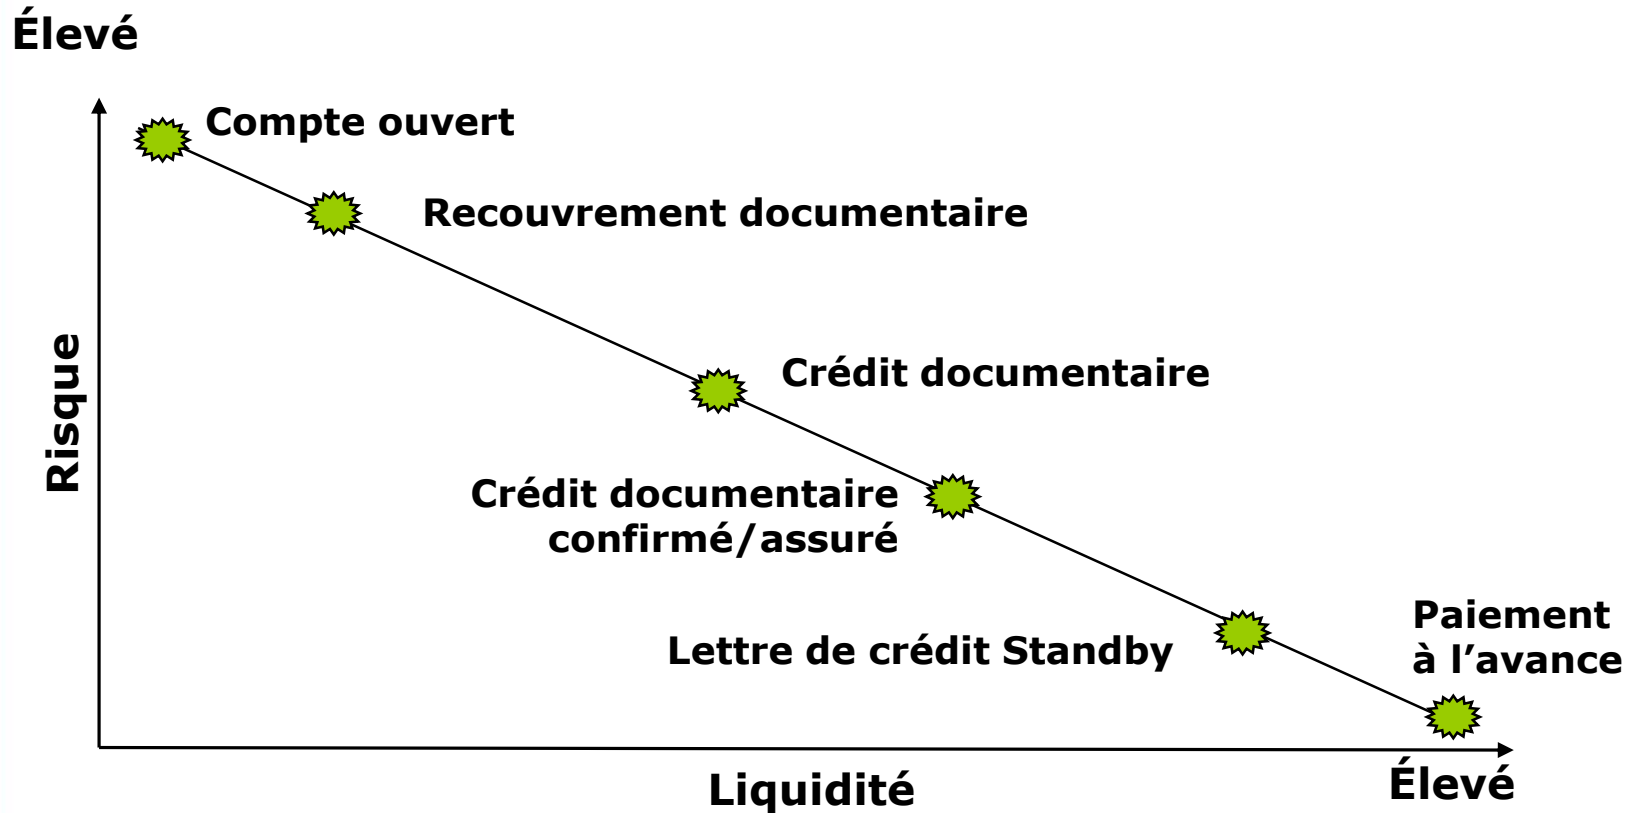 Élevé
Compte ouvert
Recouvrement documentaire
Risque
Crédit documentaire
Crédit documentaire
confirmé/assuré
Lettre de crédit Standby
Paiement
à l’avance
Liquidité
Élevé